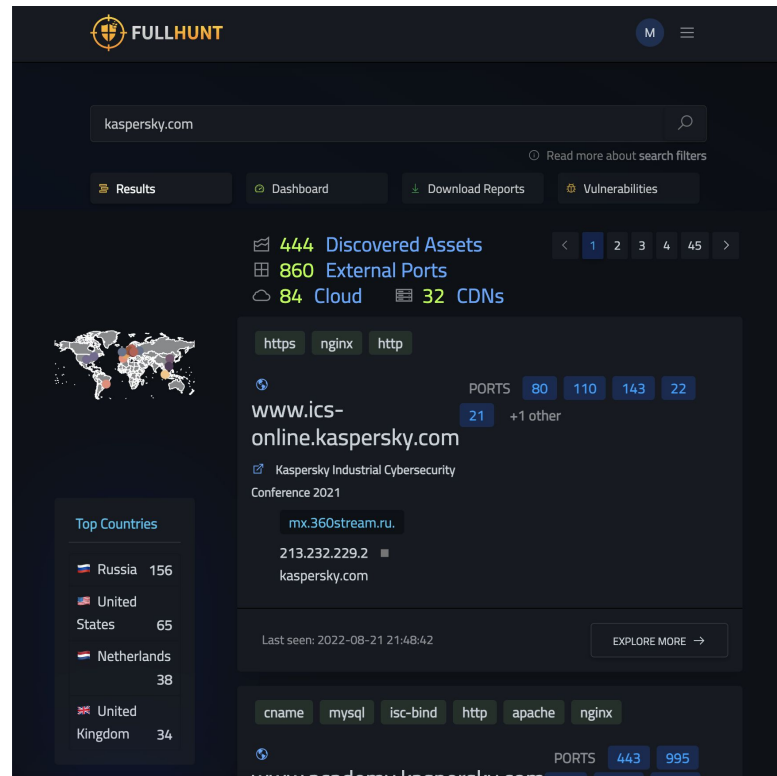 FULLHUNT
M
kaspersky.com
Read more about search filters
Results
Dashboard
Download Reports
Vulnerabilities
444 Discovered Assets
860 External Ports
84 Cloud 32 CDNs
1 2 3 4 45
https nginx http
www.ics-
online.kaspersky.com
PORTS 80 110 143 22
21 +1 other
Kaspersky Industrial Cybersecurity
Conference 2021
mx.360stream.ru.
213.232.229.2
kaspersky.com
Last seen: 2022-08-21 21:48:42
EXPLORE MORE →
Top Countries
Russia 156
United
States 65
Netherlands
38
United
Kingdom 34
cname mysql isc-bind http apache nginx
PORTS 443 995
www.academy.kaspersky.com